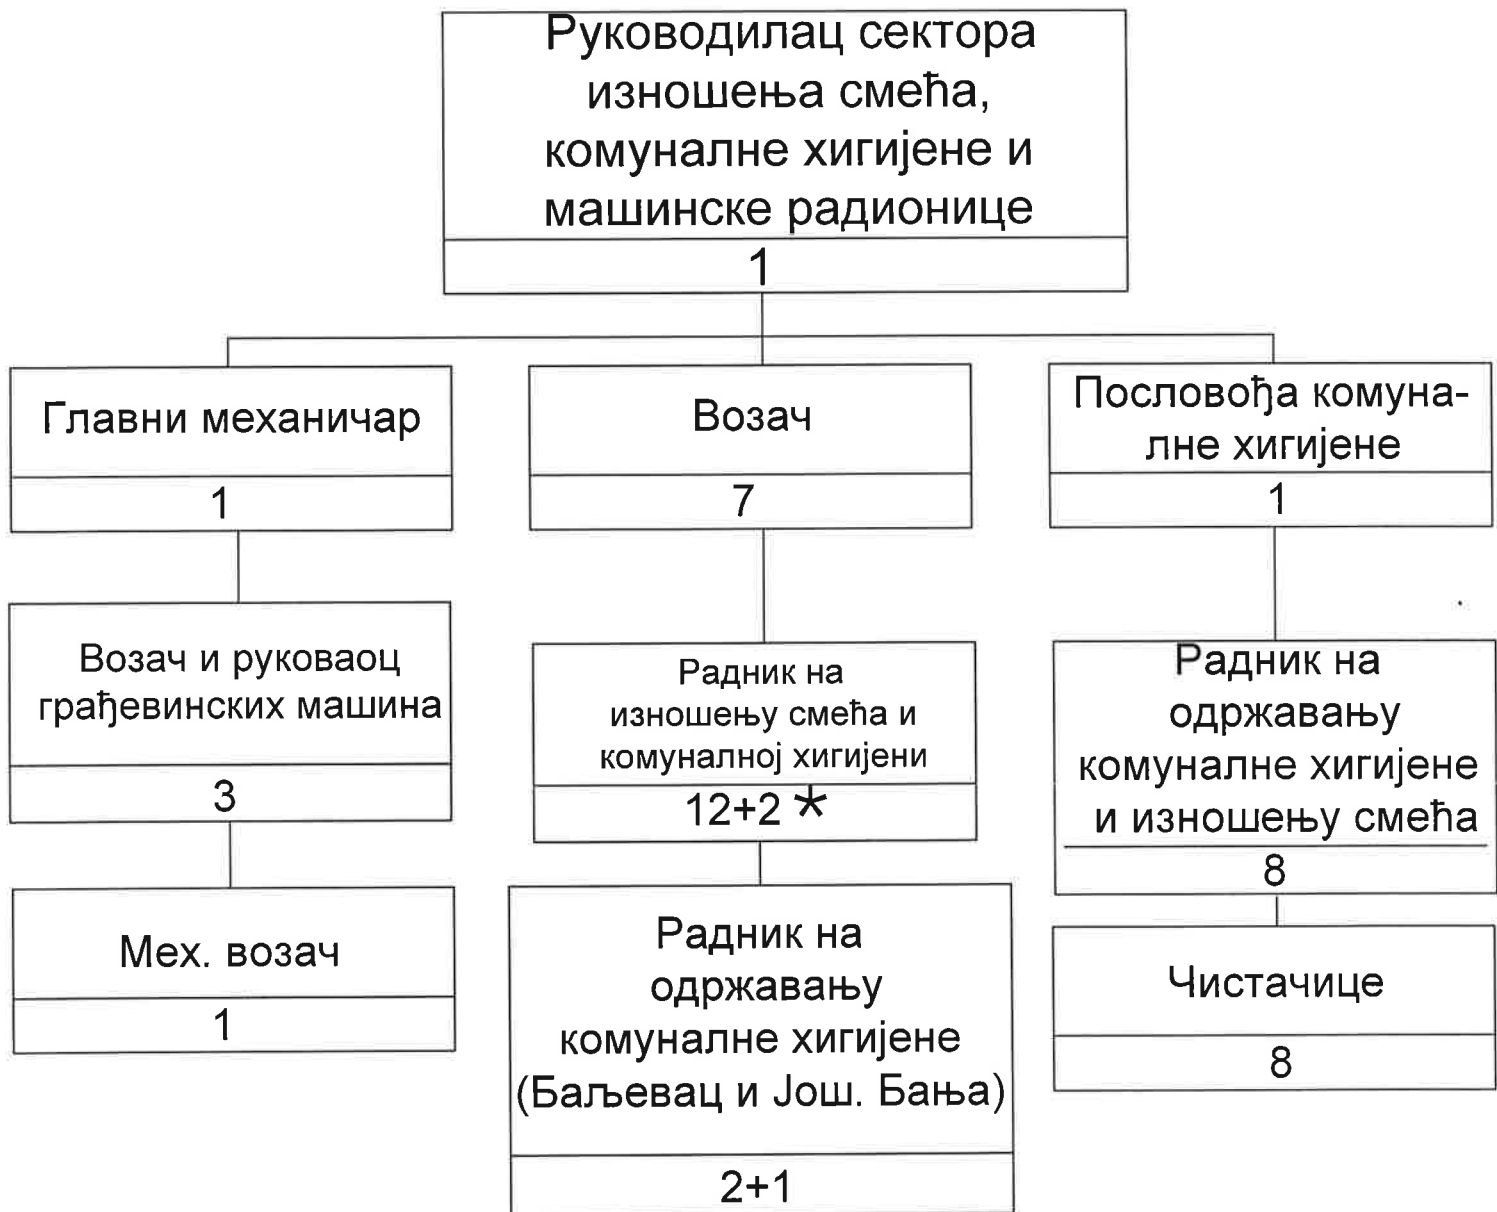 Руководилац сектора
изношења смећа,
комуналне хигијене и
машинске радионице
1
Главни механичар
1
Возач и руковаоц
грађевинских машина
3
Мех. возач
1
Возач
7
Радник на
изношењу смећа и
комуналној хигијени
12+2 *
Радник на
одржавању
комуналне хигијене
(Баљевац и Још. Бања)
2+1
Пословођа комуна-
лне хигијене
1
Радник на
одржавању
комуналне хигијене
и изношењу смећа
8
Чистачице
8